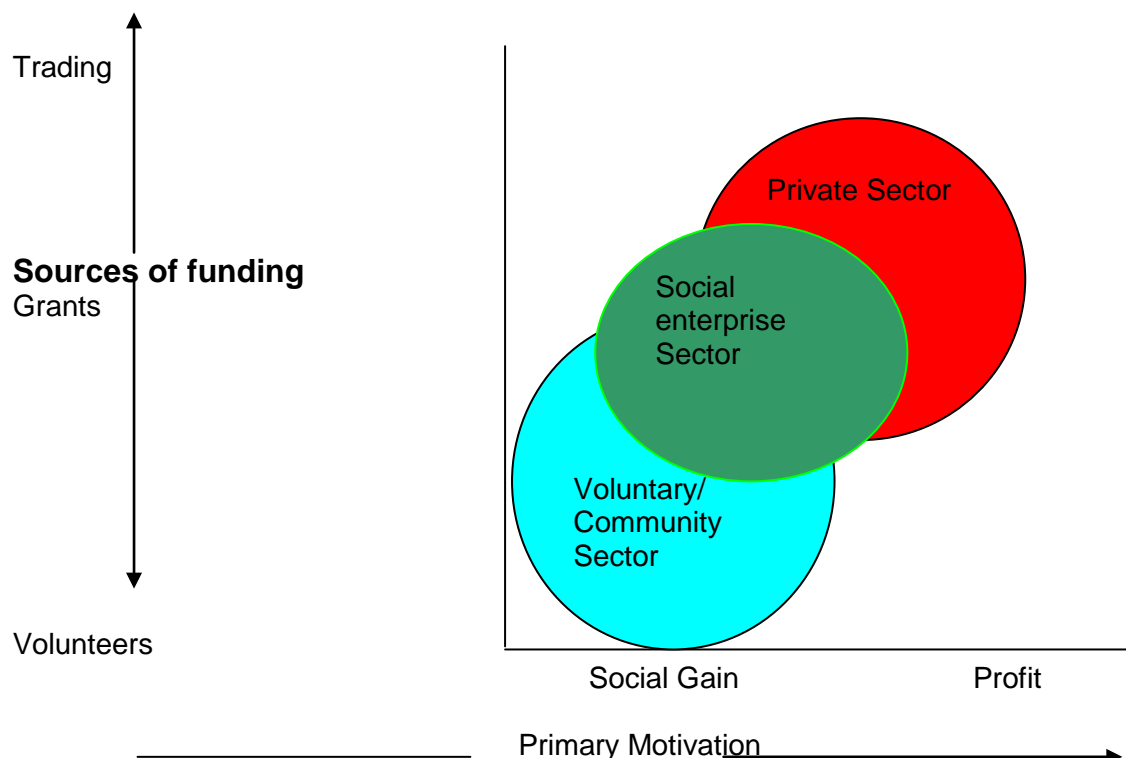 Trading
Private Sector
Sources of funding
Grants
Social
enterprise
Sector
Voluntary/
Community
Sector
Volunteers
Social Gain
Profit
Primary Motivation